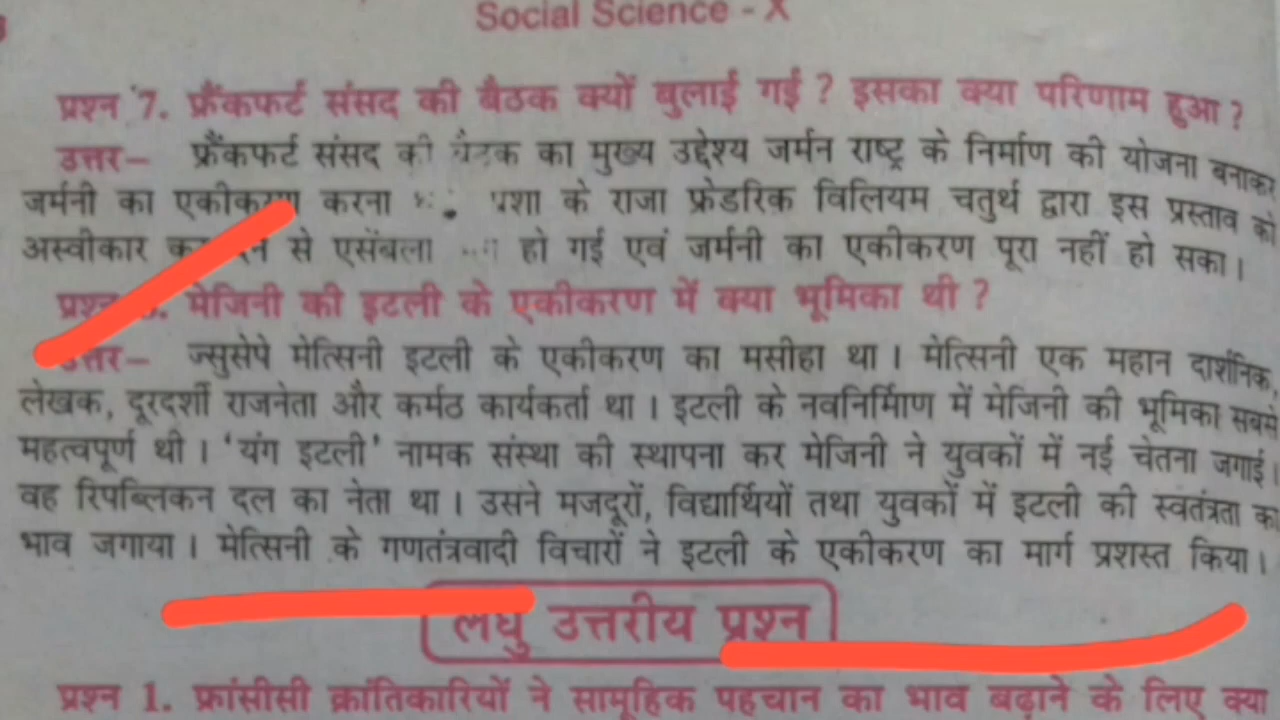 Social Science - X
प्रश्न 7. फ्रैंकफर्ट संसद की बैठक क्यों बुलाई गई ? इसका क्या परिणाम हुआ ?
उत्तर– फ्रैंकफर्ट संसद की बैठक का मुख्य उद्देश्य जर्मन राष्ट्र के निर्माण की योजना बनाकर
जर्मनी का एकीकरण करना के राजा फ्रेडरिक विलियम चतुर्थ द्वारा इस प्रस्ताव को
अस्वीकार से हो गई एवं जर्मनी का एकीकरण पूरा नहीं हो सका।
मेजिनी की इटली के एकीकरण में क्या भूमिका थी ?
उत्तर– ज्सुसेपे मेत्सिनी इटली के एकीकरण का मसीहा था। मेत्सिनी एक महान दार्शनिक,
लेखक, दूरदर्शी राजनेता और कर्मठ कार्यकर्ता था। इटली के नवनिर्माण में मेजिनी की भूमिका सबसे
महत्वपूर्ण थी। 'यंग इटली' नामक संस्था की स्थापना कर मेजिनी ने युवकों में नई चेतना जगाई।
वह रिपब्लिकन दल का नेता था। उसने मजदूरों, विद्यार्थियों तथा युवकों में इटली की स्वतंत्रता का
भाव जगाया। मेत्सिनी के गणतंत्रवादी विचारों ने इटली के एकीकरण का मार्ग प्रशस्त किया।
लघु उत्तरीय प्रश्न
प्रश्न 1. फ्रांसीसी क्रांतिकारियों ने सामूहिक पहचान का भाव बढ़ाने के लिए क्या